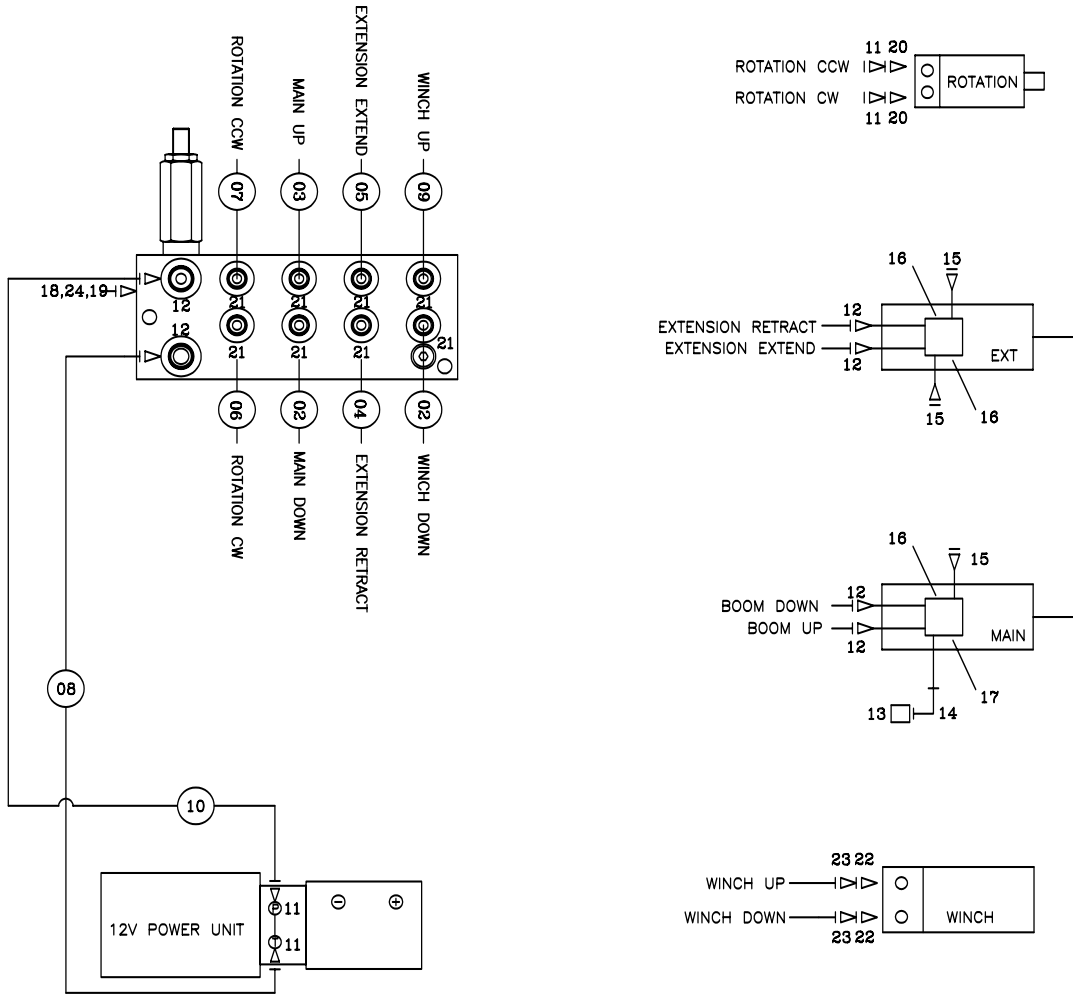 ROTATION CCW
MAIN UP
EXTENSION EXTEND
WINCH UP
07
03
05
09
12
21
21
21
21
18,24,19
12
21
21
21
21
06
02
04
02
ROTATION CW
MAIN DOWN
EXTENSION RETRACT
WINCH DOWN
08
10
12V POWER UNIT
P 11
T 11
11 20
ROTATION CCW
ROTATION
ROTATION CW
11 20
16
15
12
EXTENSION RETRACT
EXTENSION EXTEND
EXT
12
15
16
16
15
12
BOOM DOWN
BOOM UP
MAIN
12
17
13
14
23 22
WINCH UP
WINCH DOWN
WINCH
23 22